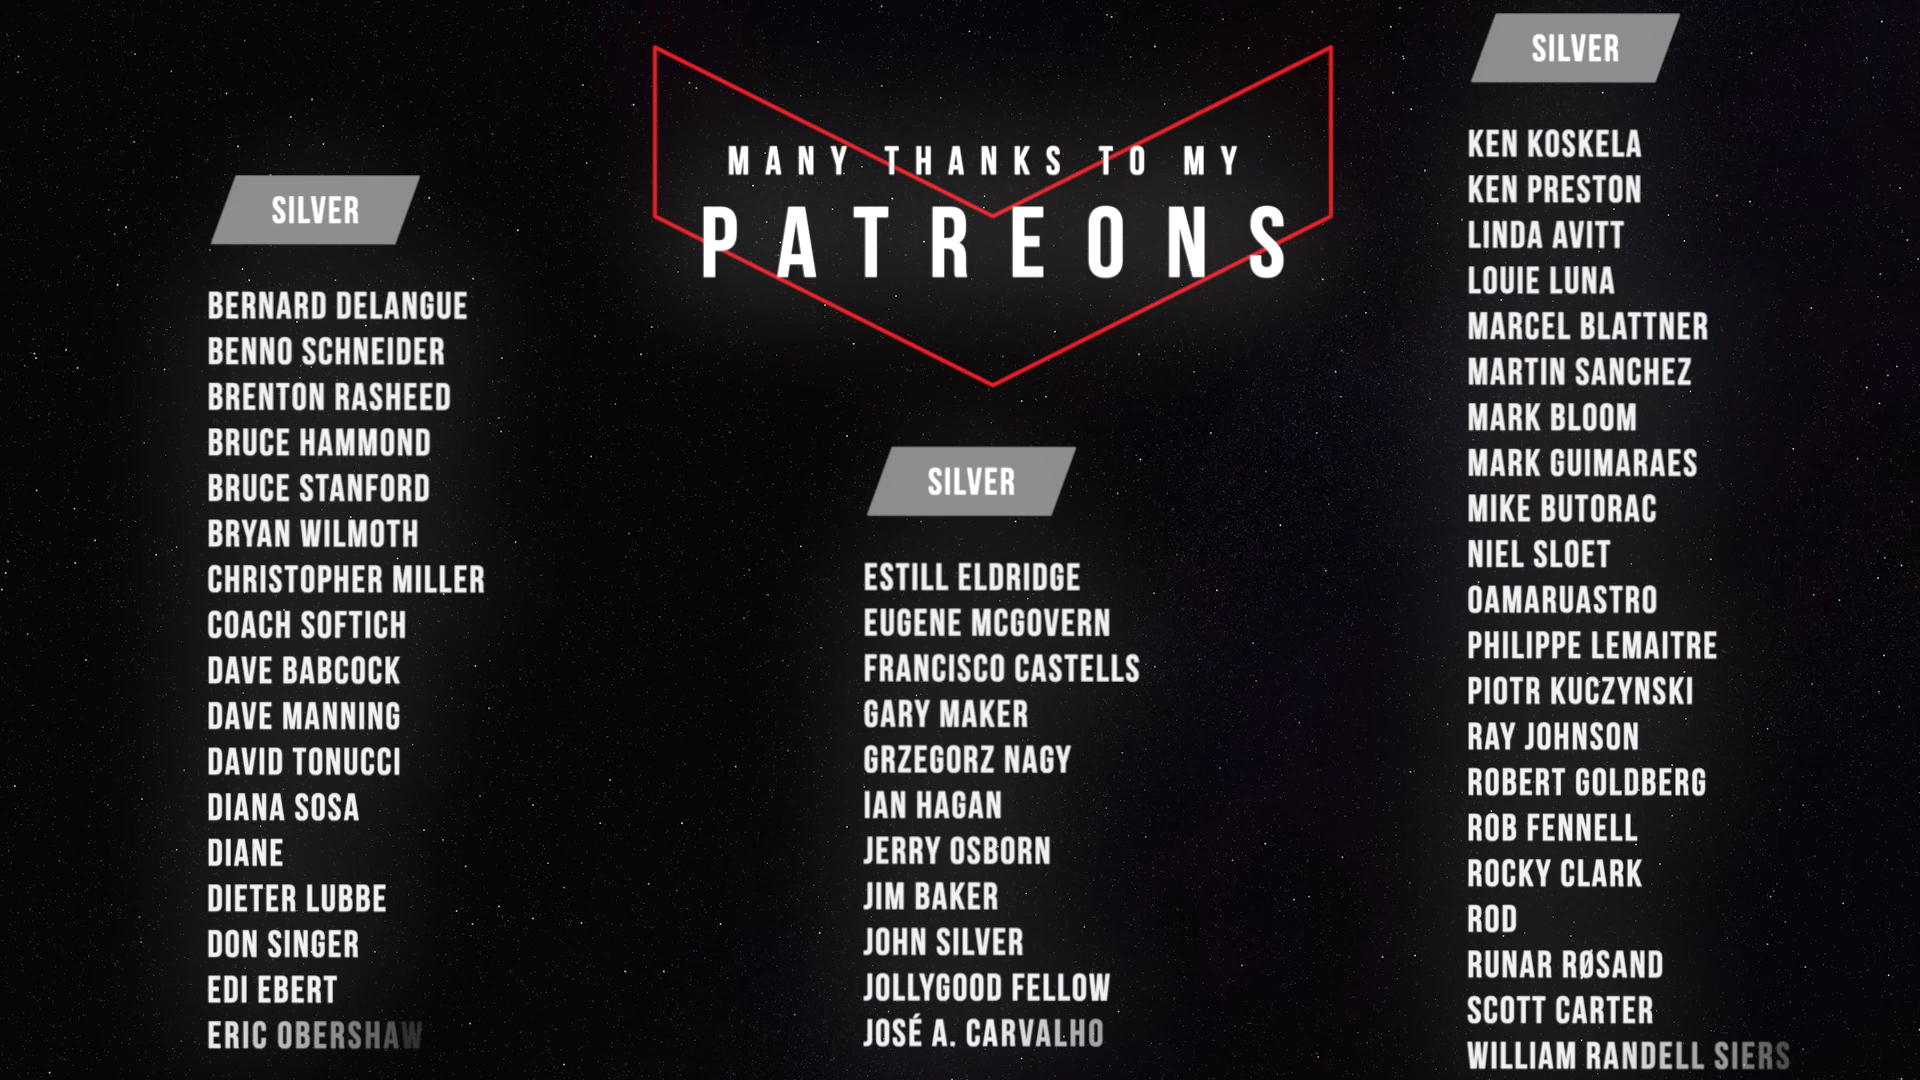 MANY THANKS TO MY
PATREONS
SILVER
BERNARD DELANGUE
BENNO SCHNEIDER
BRENTON RASHEED
BRUCE HAMMOND
BRUCE STANFORD
BRYAN WILMOTH
CHRISTOPHER MILLER
COACH SOFTICH
DAVE BABCOCK
DAVE MANNING
DAVID TONUCCI
DIANA SOSA
DIANE
DIETER LUBBE
DON SINGER
EDI EBERT
ERIC OBERSHAW
SILVER
ESTILL ELDRIDGE
EUGENE MCGOVERN
FRANCISCO CASTELLS
GARY MAKER
GRZEGORZ NAGY
IAN HAGAN
JERRY OSBORN
JIM BAKER
JOHN SILVER
JOLLYGOOD FELLOW
JOSÉ A. CARVALHO
SILVER
KEN KOSKELA
KEN PRESTON
LINDA AVITT
LOUIE LUNA
MARCEL BLATTNER
MARTIN SANCHEZ
MARK BLOOM
MARK GUIMARAES
MIKE BUTORAC
NIEL SLOET
OAMARUASTRO
PHILIPPE LEMAITRE
PIOTR KUCZYNSKI
RAY JOHNSON
ROBERT GOLDBERG
ROB FENNELL
ROCKY CLARK
ROD
RUNAR RØSAND
SCOTT CARTER
WILLIAM RANDELL SIERS